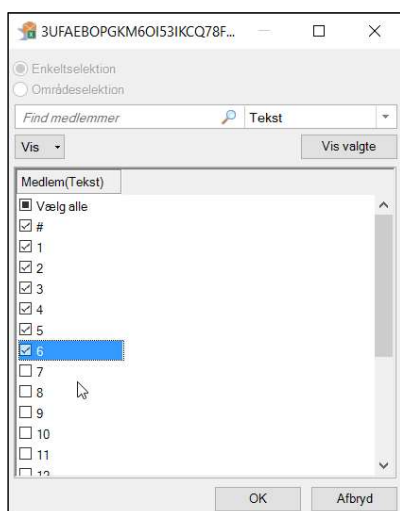 3UFAEBOPGKM6OI53IKCQ78F...
Enkeltselektion
Områdeselektion
Find medlemmer Tekst
Vis Vis valgte
Medlem(Tekst)
Vælg alle
#
1
2
3
4
5
6
7
8
9
10
11
12
OK Afbryd